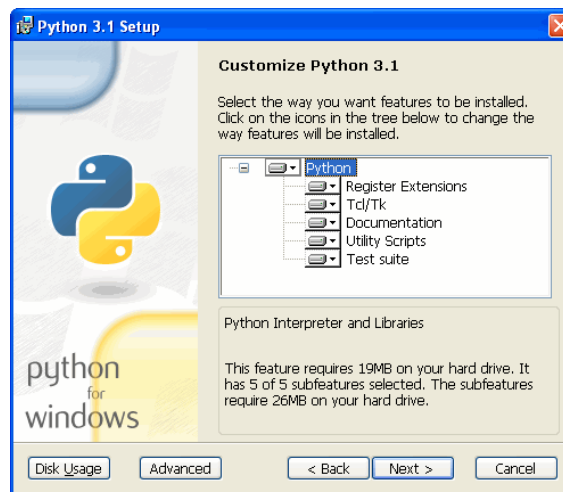 Python 3.1 Setup
Customize Python 3.1
Select the way you want features to be installed.
Click on the icons in the tree below to change the
way features will be installed.
Python
Register Extensions
Tcl/Tk
Documentation
Utility Scripts
Test suite
Python Interpreter and Libraries
This feature requires 19MB on your hard drive. It
has 5 of 5 subfeatures selected. The subfeatures
require 26MB on your hard drive.
python
for
windows
Disk Usage
Advanced
< Back
Next >
Cancel